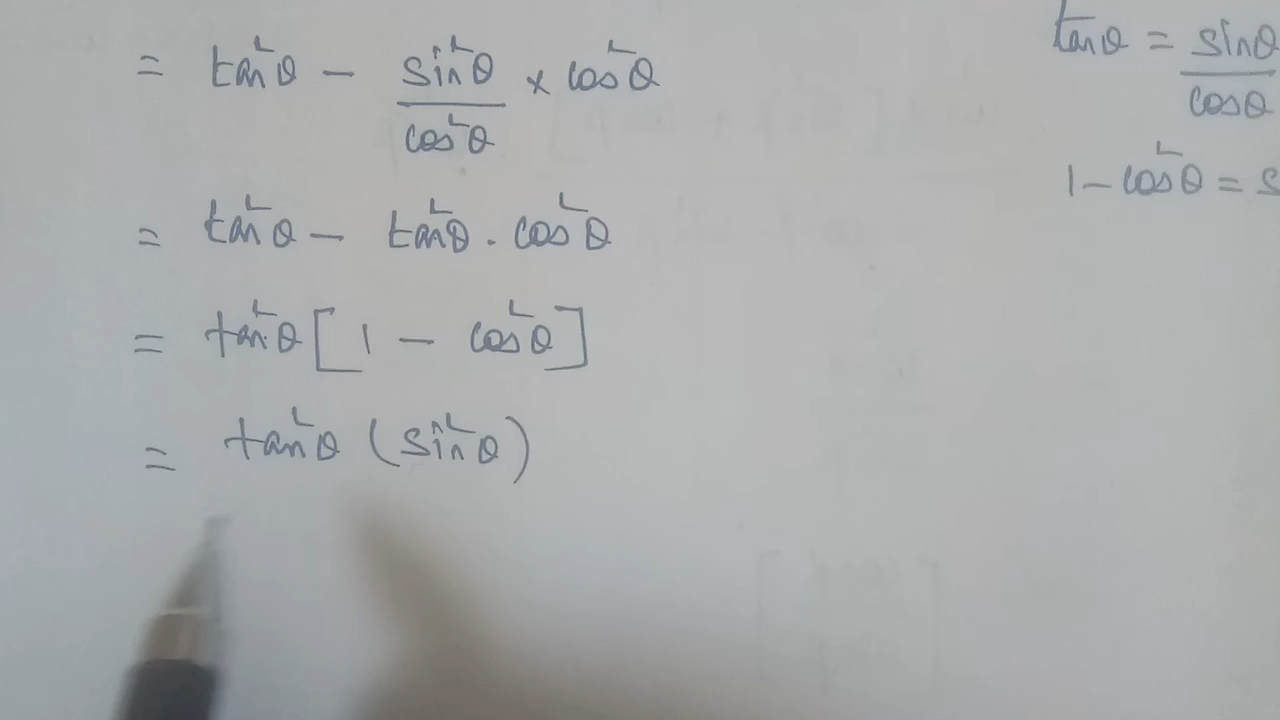 = tan²θ - sin²θ/cos²θ × cos²θ
= tan²θ - tan²θ . cos²θ
= tan²θ [1 - cos²θ]
= tan²θ (sin²θ)
tanθ = sinθ/cosθ
1 - cos²θ = s